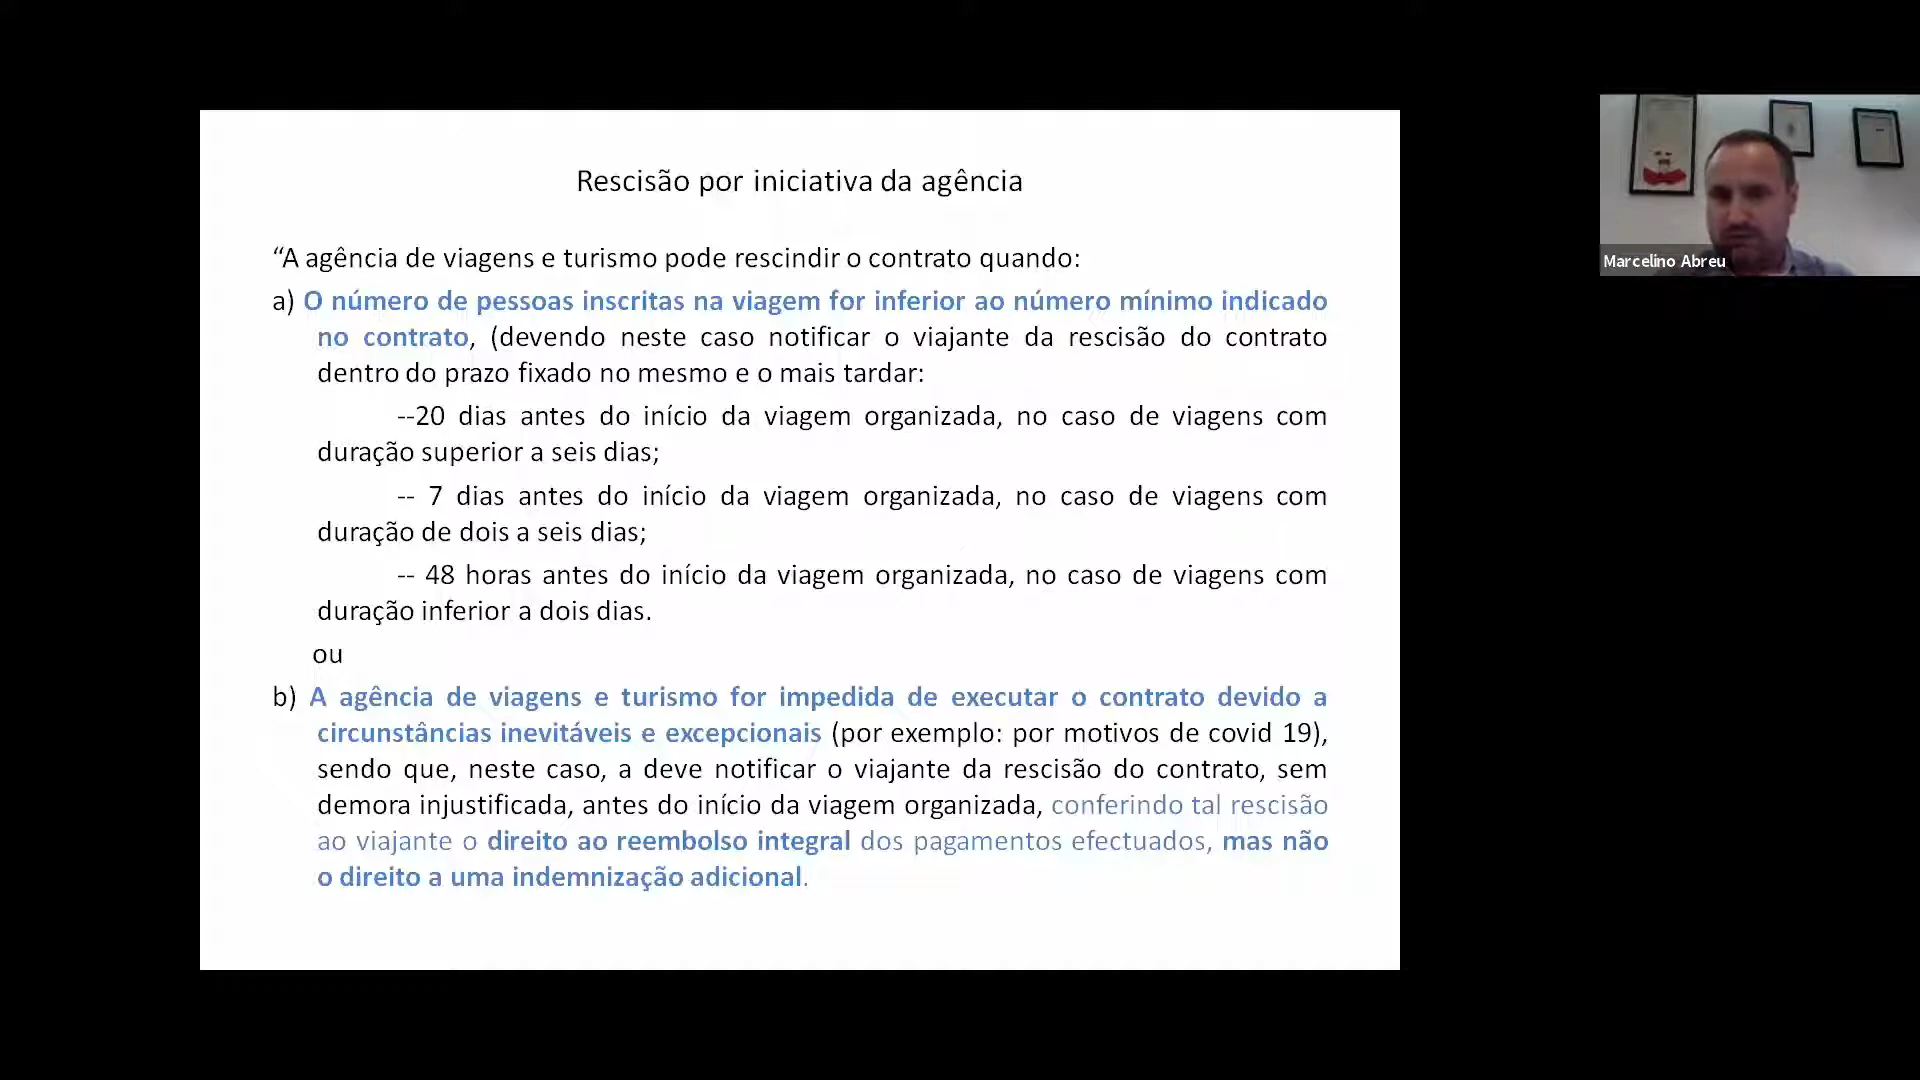 Rescisão por iniciativa da agência
“A agência de viagens e turismo pode rescindir o contrato quando:
a) O número de pessoas inscritas na viagem for inferior ao número mínimo indicado
no contrato, (devendo neste caso notificar o viajante da rescisão do contrato
dentro do prazo fixado no mesmo e o mais tardar:
--20 dias antes do início da viagem organizada, no caso de viagens com
duração superior a seis dias;
-- 7 dias antes do início da viagem organizada, no caso de viagens com
duração de dois a seis dias;
-- 48 horas antes do início da viagem organizada, no caso de viagens com
duração inferior a dois dias.
ou
b) A agência de viagens e turismo for impedida de executar o contrato devido a
circunstâncias inevitáveis e excepcionais (por exemplo: por motivos de covid 19),
sendo que, neste caso, a deve notificar o viajante da rescisão do contrato, sem
demora injustificada, antes do início da viagem organizada, conferindo tal rescisão
ao viajante o direito ao reembolso integral dos pagamentos efectuados, mas não
o direito a uma indemnização adicional.
Marcelino Abreu